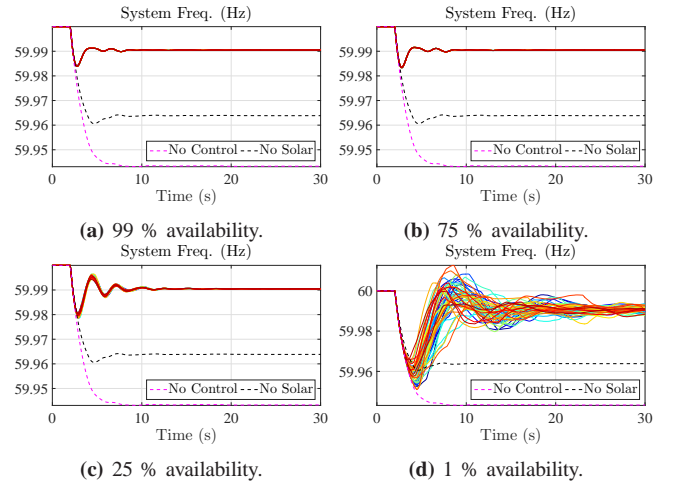 System Freq. (Hz)
59.99
59.98
59.97
59.96
59.95
No Control No Solar
0 10 20 30
Time (s)
(a) 99 % availability.
System Freq. (Hz)
59.99
59.98
59.97
59.96
59.95
No Control No Solar
0 10 20 30
Time (s)
(b) 75 % availability.
System Freq. (Hz)
59.99
59.98
59.97
59.96
59.95
No Control No Solar
0 10 20 30
Time (s)
(c) 25 % availability.
System Freq. (Hz)
60
59.98
59.96
No Control No Solar
0 5 10 15 20 25 30
Time (s)
(d) 1 % availability.